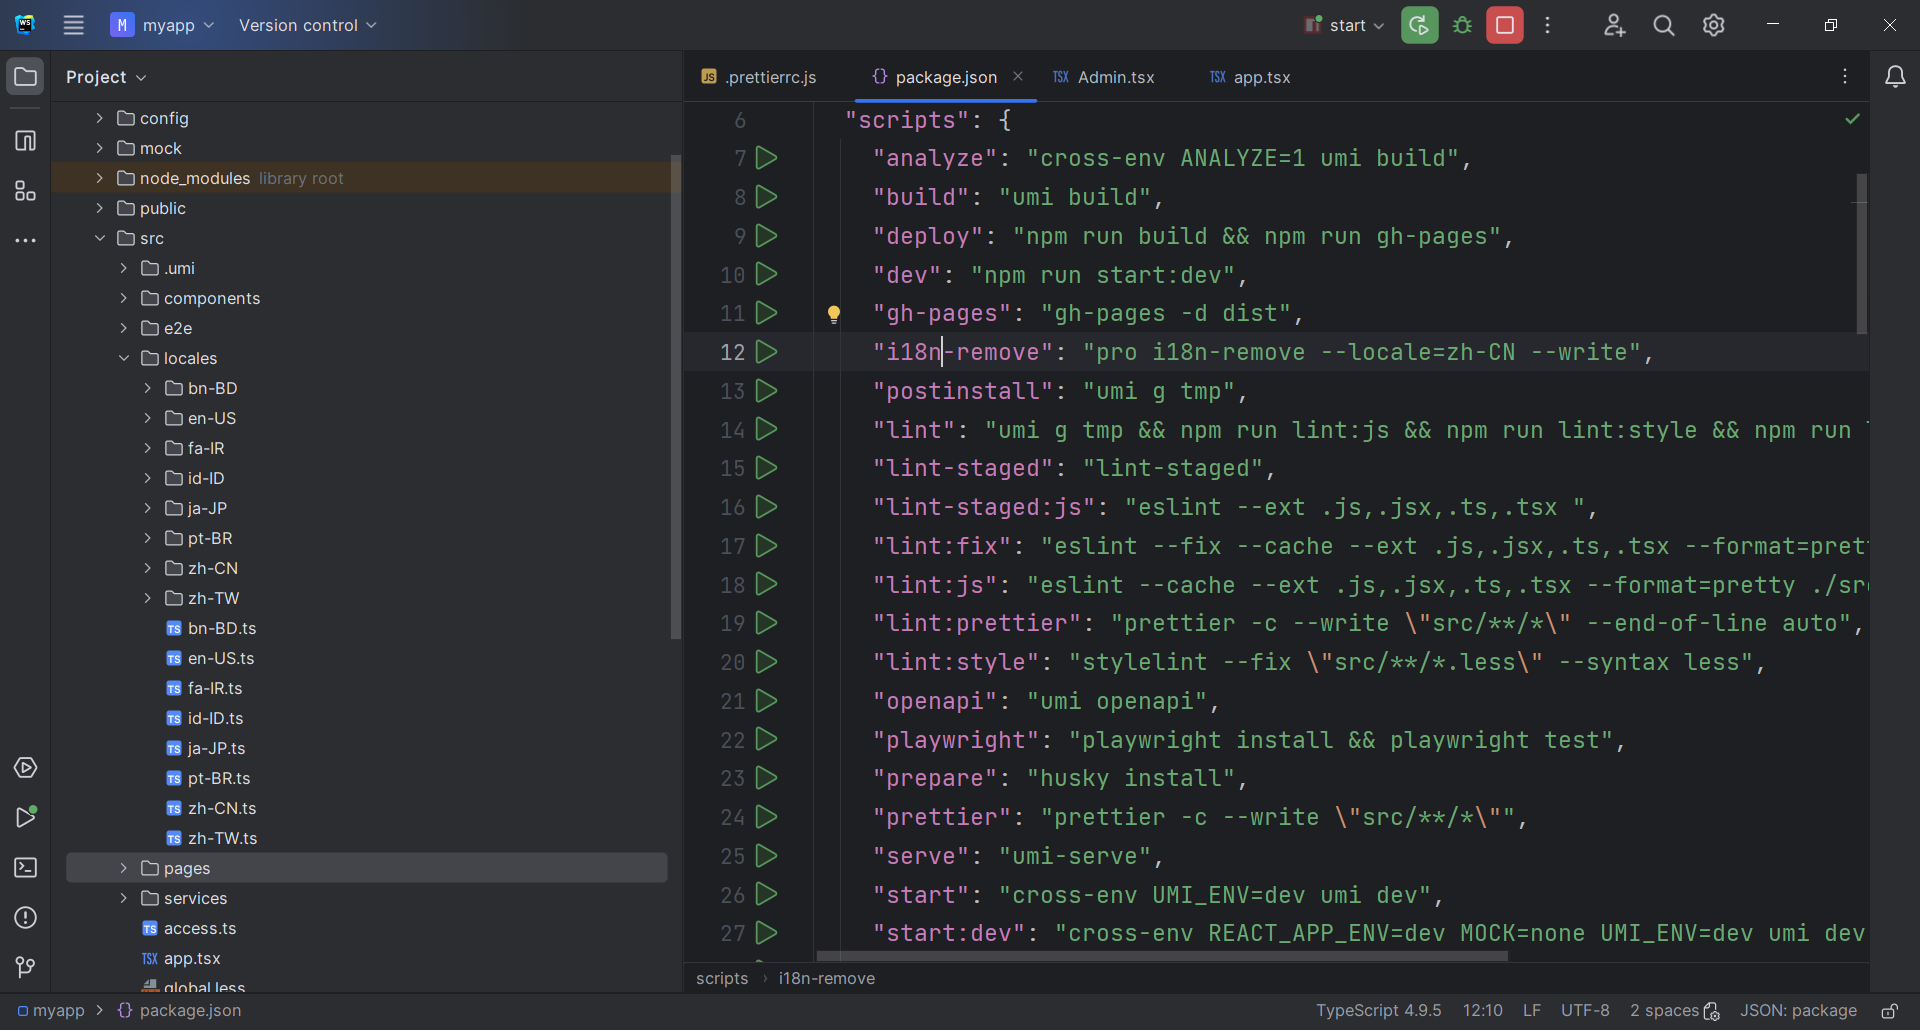 M myapp Version control start
Project
.prettierrc.js package.json Admin.tsx app.tsx
config
mock
node_modules library root
public
src
.umi
components
e2e
locales
bn-BD
en-US
fa-IR
id-ID
ja-JP
pt-BR
zh-CN
zh-TW
bn-BD.ts
en-US.ts
fa-IR.ts
id-ID.ts
ja-JP.ts
pt-BR.ts
zh-CN.ts
zh-TW.ts
pages
services
access.ts
app.tsx
global.less
6 "scripts": {
7 "analyze": "cross-env ANALYZE=1 umi build",
8 "build": "umi build",
9 "deploy": "npm run build && npm run gh-pages",
10 "dev": "npm run start:dev",
11 "gh-pages": "gh-pages -d dist",
12 "i18n-remove": "pro i18n-remove --locale=zh-CN --write",
13 "postinstall": "umi g tmp",
14 "lint": "umi g tmp && npm run lint:js && npm run lint:style && npm run
15 "lint-staged": "lint-staged",
16 "lint-staged:js": "eslint --ext .js,.jsx,.ts,.tsx ",
17 "lint:fix": "eslint --fix --cache --ext .js,.jsx,.ts,.tsx --format=pret
18 "lint:js": "eslint --cache --ext .js,.jsx,.ts,.tsx --format=pretty ./sr
19 "lint:prettier": "prettier -c --write \"src/**/*\" --end-of-line auto",
20 "lint:style": "stylelint --fix \"src/**/*.less\" --syntax less",
21 "openapi": "umi openapi",
22 "playwright": "playwright install && playwright test",
23 "prepare": "husky install",
24 "prettier": "prettier -c --write \"src/**/*\"",
25 "serve": "umi-serve",
26 "start": "cross-env UMI_ENV=dev umi dev",
27 "start:dev": "cross-env REACT_APP_ENV=dev MOCK=none UMI_ENV=dev umi dev
scripts › i18n-remove
myapp > package.json TypeScript 4.9.5 12:10 LF UTF-8 2 spaces JSON: package